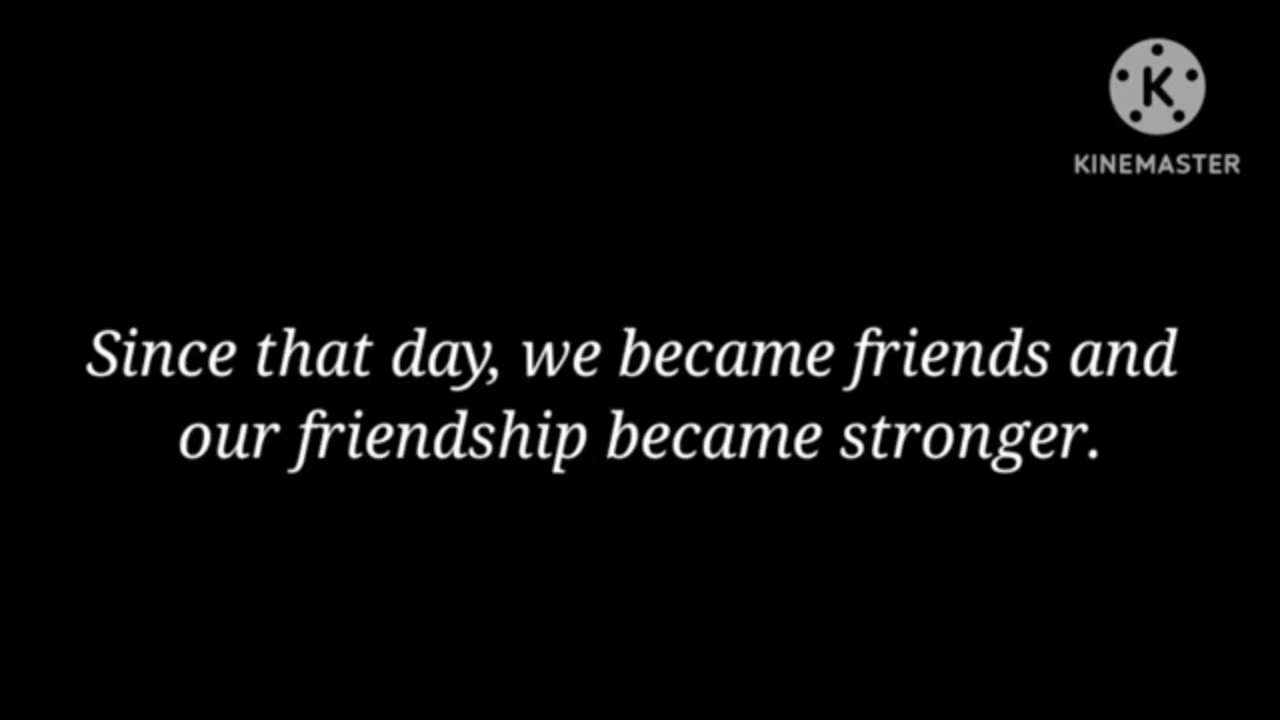 K
KINEMASTER
Since that day, we became friends and
our friendship became stronger.